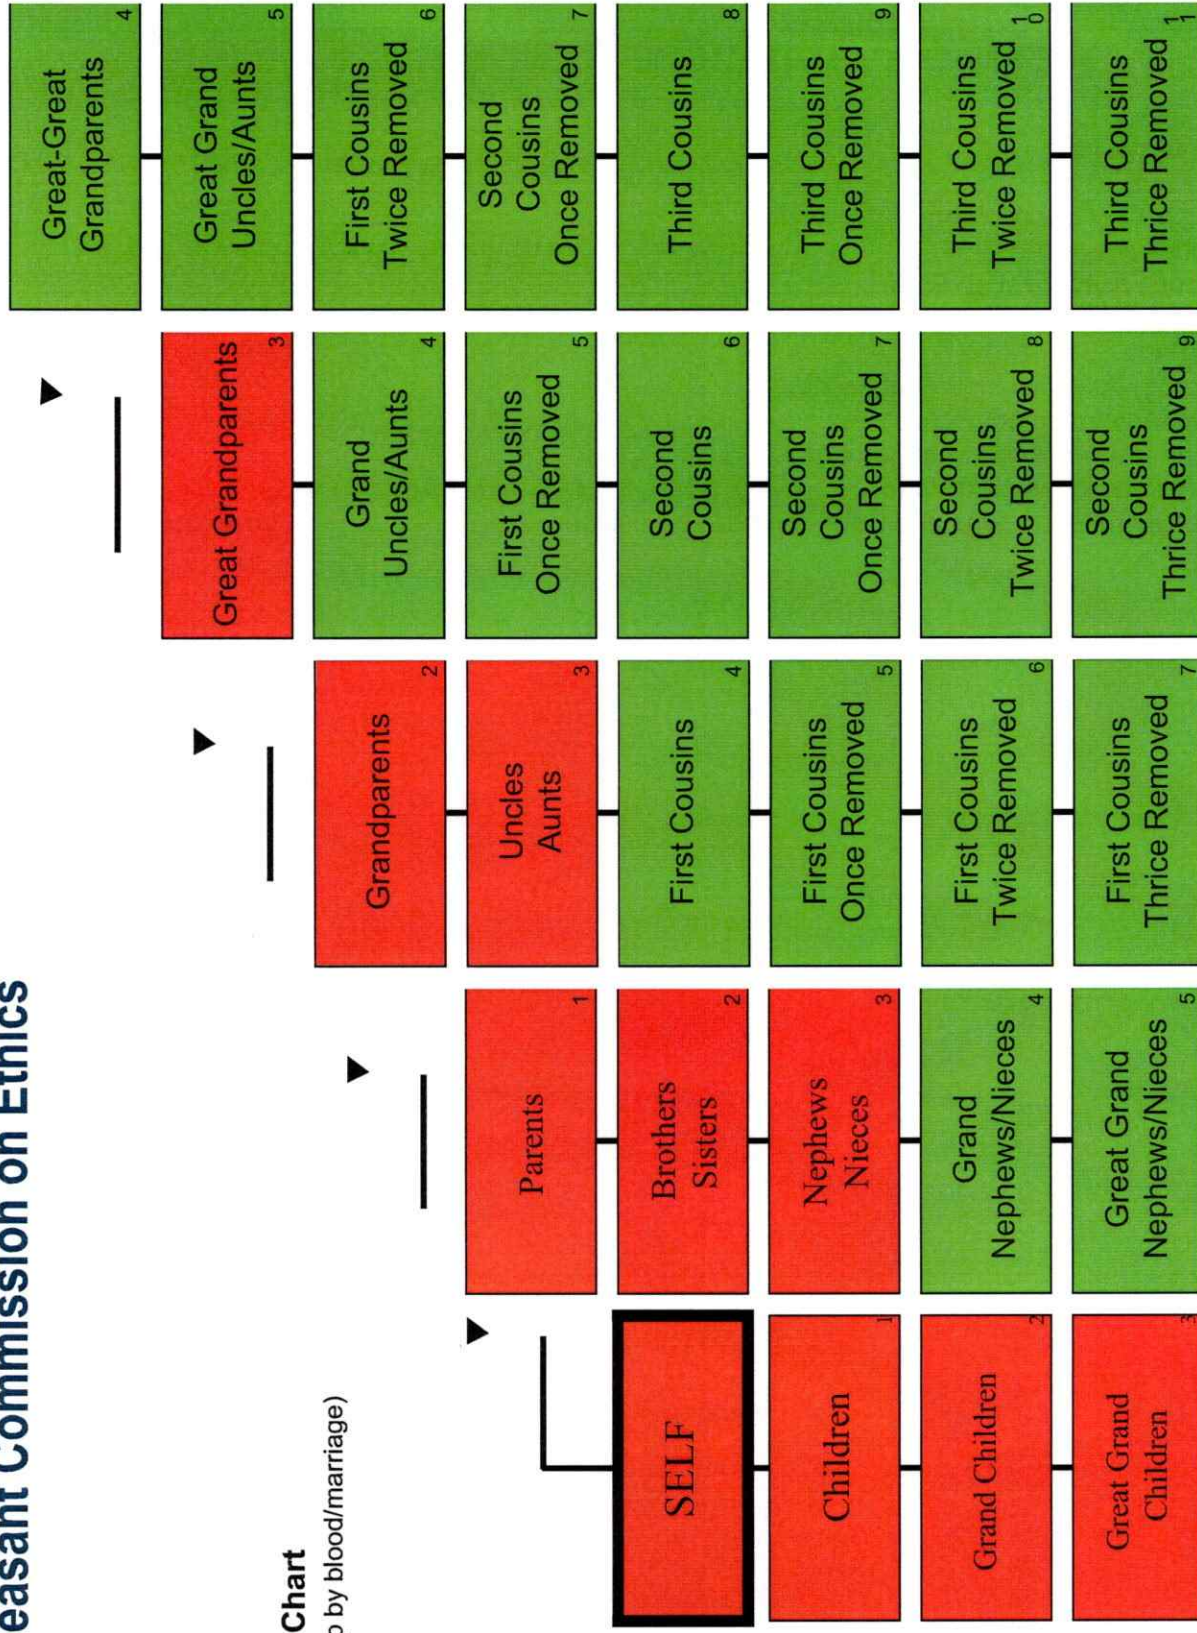 easant Commission on Ethics
Chart
by blood/marriage)
Great-Great
Grandparents
4
Great Grandparents
3
Great Grand
Uncles/Aunts
5
Grandparents
2
Grand
Uncles/Aunts
4
First Cousins
Twice Removed
6
Parents
1
Uncles
Aunts
3
First Cousins
Once Removed
5
Second
Cousins
Once Removed
7
SELF
Brothers
Sisters
2
First Cousins
4
Second
Cousins
6
Third Cousins
8
Children
1
Nephews
Nieces
3
First Cousins
Once Removed
5
Second
Cousins
Once Removed
7
Third Cousins
Once Removed
9
Grand Children
2
Grand
Nephews/Nieces
4
First Cousins
Twice Removed
6
Second
Cousins
Twice Removed
8
Third Cousins
Twice Removed
10
Great Grand
Children
3
Great Grand
Nephews/Nieces
5
First Cousins
Thrice Removed
7
Second
Cousins
Thrice Removed
9
Third Cousins
Thrice Removed
11